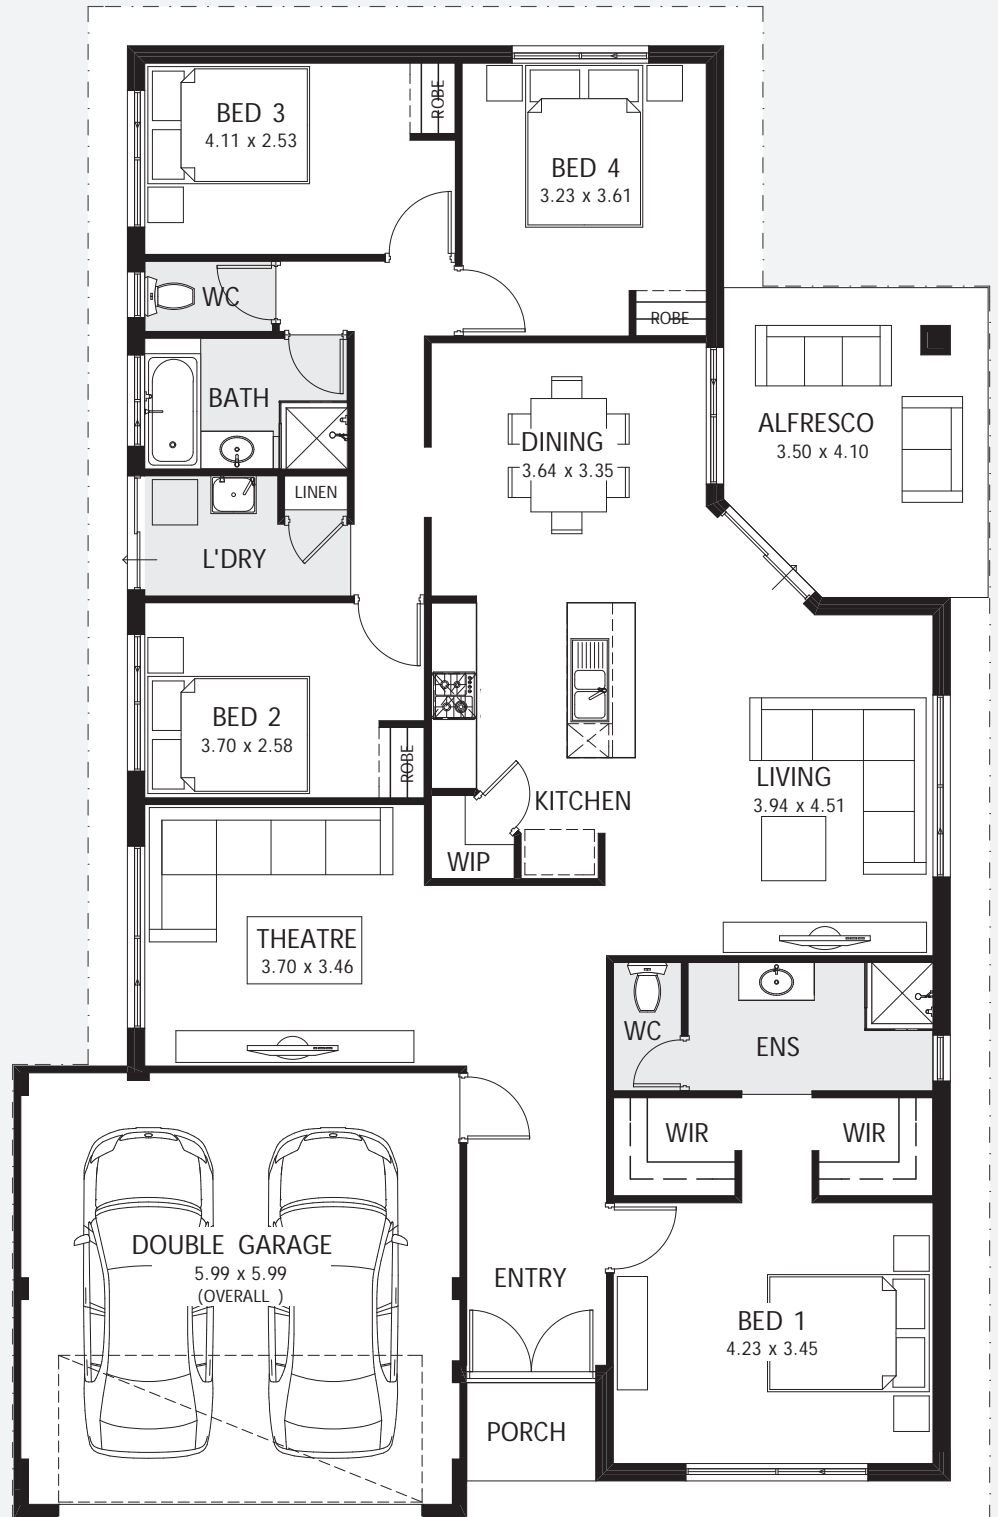 BED 3
4.11 x 2.53
ROBE
BED 4
3.23 x 3.61
ROBE
WC
BATH
DINING
3.64 x 3.35
ALFRESCO
3.50 x 4.10
LINEN
L'DRY
BED 2
3.70 x 2.58
ROBE
KITCHEN
LIVING
3.94 x 4.51
WIP
THEATRE
3.70 x 3.46
WC
ENS
WIR
WIR
DOUBLE GARAGE
5.99 x 5.99
(OVERALL )
ENTRY
BED 1
4.23 x 3.45
PORCH